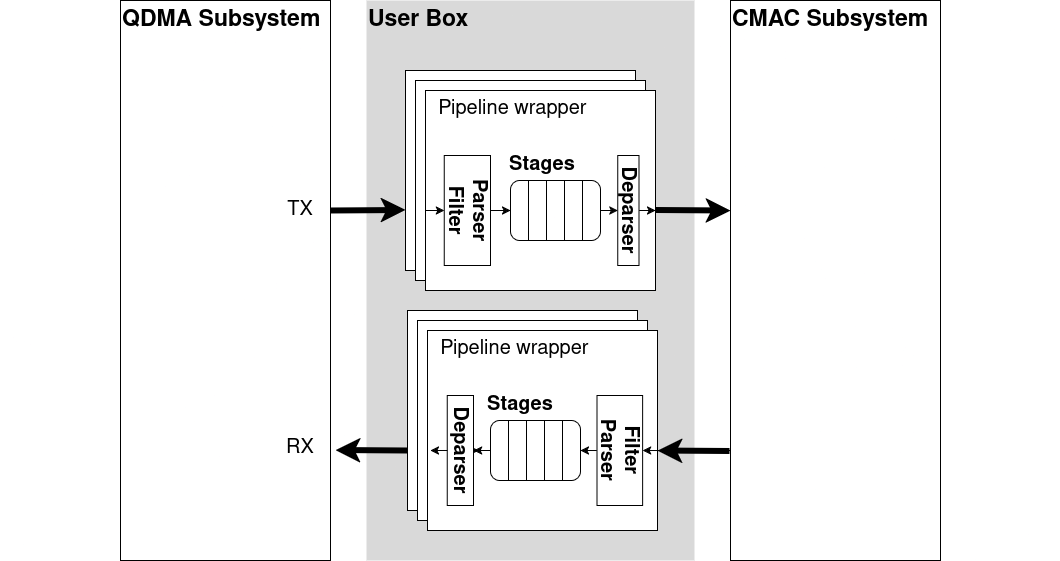 QDMA Subsystem
User Box
CMAC Subsystem
Pipeline wrapper
Stages
Parser
Filter
Deparser
TX
Pipeline wrapper
Stages
Deparser
Filter
Parser
RX